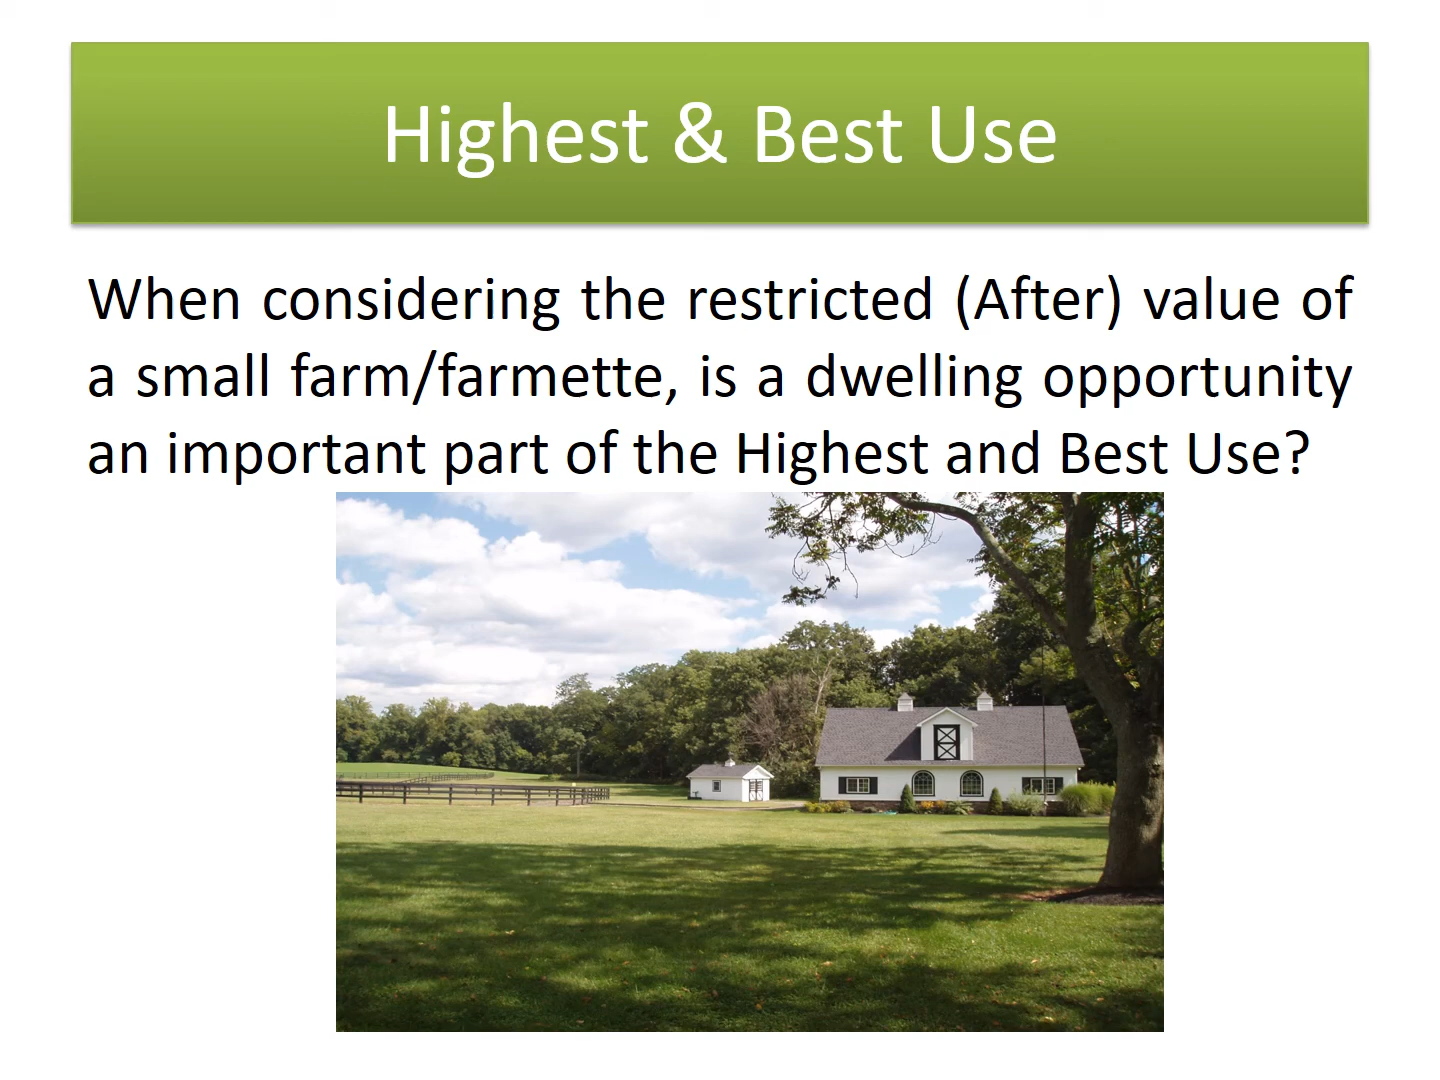 Highest & Best Use
When considering the restricted (After) value of
a small farm/farmette, is a dwelling opportunity
an important part of the Highest and Best Use?